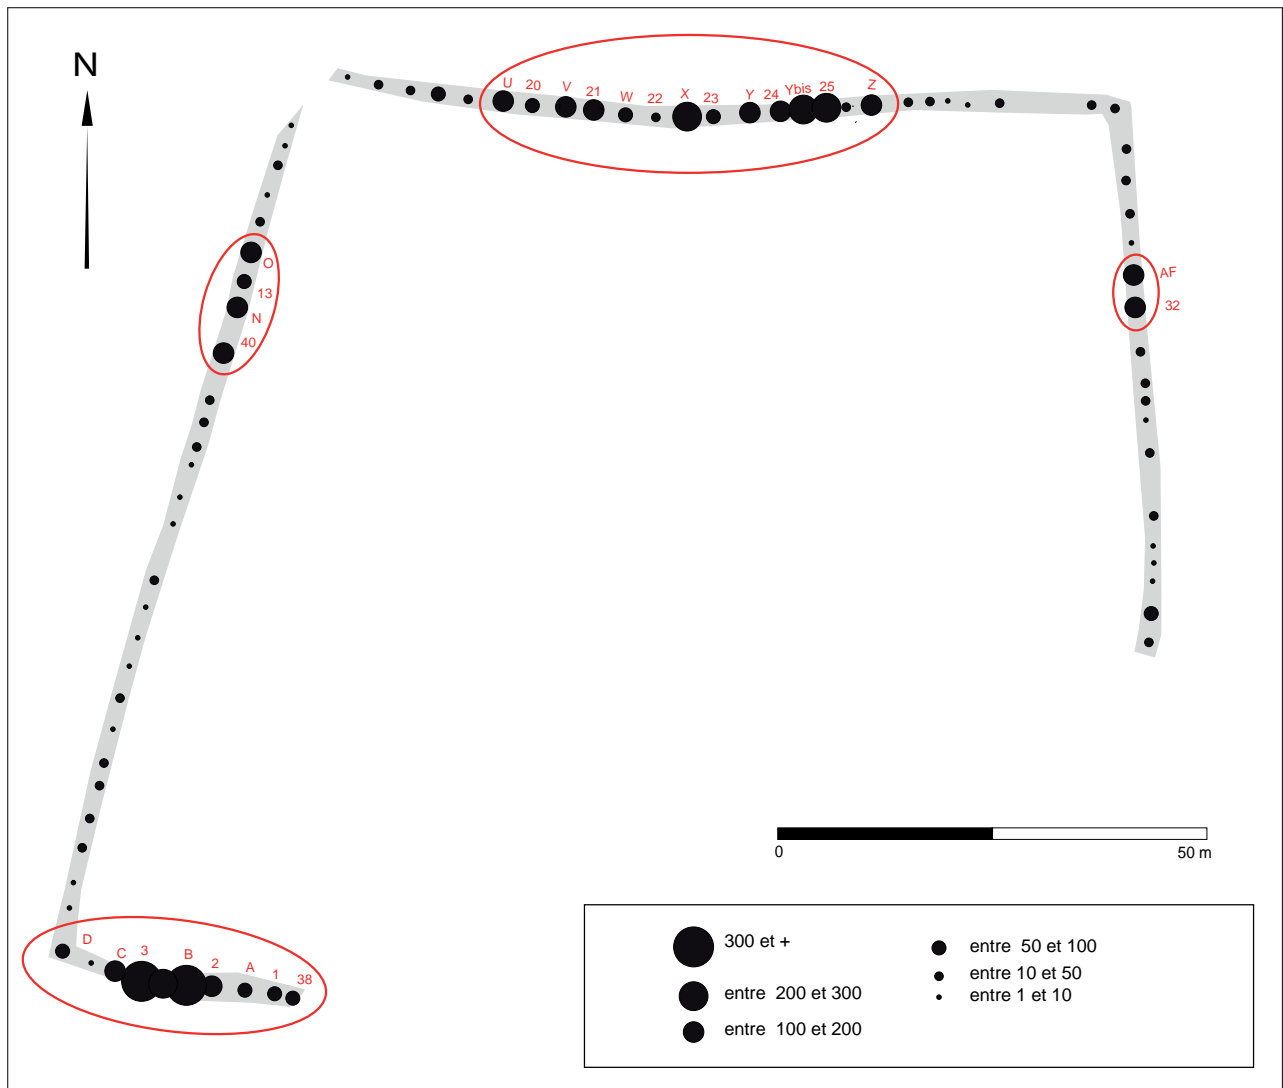 N
U 20 V 21 W 22 X 23 Y 24 Ybis 25 Z
O
13
N
40
AF
32
0 50 m
D C 3 B 2 A 1 38
300 et +
entre 200 et 300
entre 100 et 200
entre 50 et 100
entre 10 et 50
entre 1 et 10